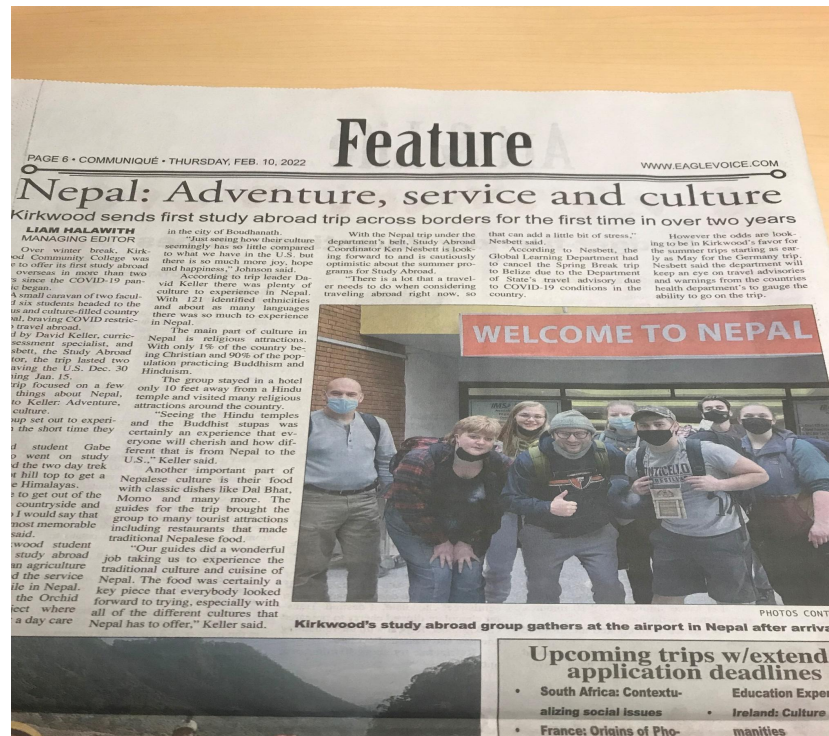 Feature
PAGE 6 • COMMUNIQUÉ • THURSDAY, FEB. 10, 2022
WWW.EAGLEVOICE.COM
Nepal: Adventure, service and culture
Kirkwood sends first study abroad trip across borders for the first time in over two years
LIAM HALAWITH
MANAGING EDITOR
Over winter break, Kirk-
Community College was
to offer its first study abroad
overseas in more than two
since the COVID-19 pan-
began.
small caravan of two facul-
six students headed to the
and culture-filled country
braving COVID restric-
travel abroad.
by David Keller, curric-
specialist, and
the Study Abroad
the trip lasted two
the U.S. Dec. 30
Jan. 15.
focused on a few
things about Nepal,
to Keller: Adventure,
culture.
set out to experi-
the short time they
student Gabe
went on study
the two day trek
hill top to get a
Himalayas.
to get out of the
countryside and
I would say that
most memorable
said.
student
study abroad
agriculture
the service
in Nepal.
the Orchid
where
a day care
in the city of Boudhanath.
"Just seeing how their culture
seemingly has so little compared
to what we have in the U.S. but
there is so much more joy, hope
and happiness," Johnson said.
According to trip leader Da-
vid Keller there was plenty of
culture to experience in Nepal.
With 121 identified ethnicities
and about as many languages
there was so much to experience
in Nepal.
The main part of culture in
Nepal is religious attractions.
With only 1% of the country be-
ing Christian and 90% of the pop-
ulation practicing Buddhism and
Hinduism.
The group stayed in a hotel
only 10 feet away from a Hindu
temple and visited many religious
attractions around the country.
"Seeing the Hindu temples
and the Buddhist stupas was
certainly an experience that ev-
eryone will cherish and how dif-
ferent that is from Nepal to the
U.S.," Keller said.
Another important part of
Nepalese culture is their food
with classic dishes like Dal Bhat,
Momo and many more. The
guides for the trip brought the
group to many tourist attractions
including restaurants that made
traditional Nepalese food.
"Our guides did a wonderful
job taking us to experience the
traditional culture and cuisine of
Nepal. The food was certainly a
key piece that everybody looked
forward to trying, especially with
all of the different cultures that
Nepal has to offer," Keller said.
With the Nepal trip under the
department's belt, Study Abroad
Coordinator Ken Nesbett is look-
ing forward to and is cautiously
optimistic about the summer pro-
grams for Study Abroad.
"There is a lot that a travel-
er needs to do when considering
traveling abroad right now, so
that can add a little bit of stress,"
Nesbett said.
According to Nesbett, the
Global Learning Department had
to cancel the Spring Break trip
to Belize due to the Department
of State's travel advisory due
to COVID-19 conditions in the
country.
However the odds are look-
ing to be in Kirkwood's favor for
the summer trips starting as ear-
ly as May for the Germany trip.
Nesbett said the department will
keep an eye on travel advisories
and warnings from the countries
health department's to gauge the
ability to go on the trip.
WELCOME TO NEPAL
PHOTOS
Kirkwood's study abroad group gathers at the airport in Nepal after
Upcoming trips
application deadlines
• South Africa: Contextu-
alizing social issues
• France: Origins of Pho-
Education
• Ireland: Culture
manities